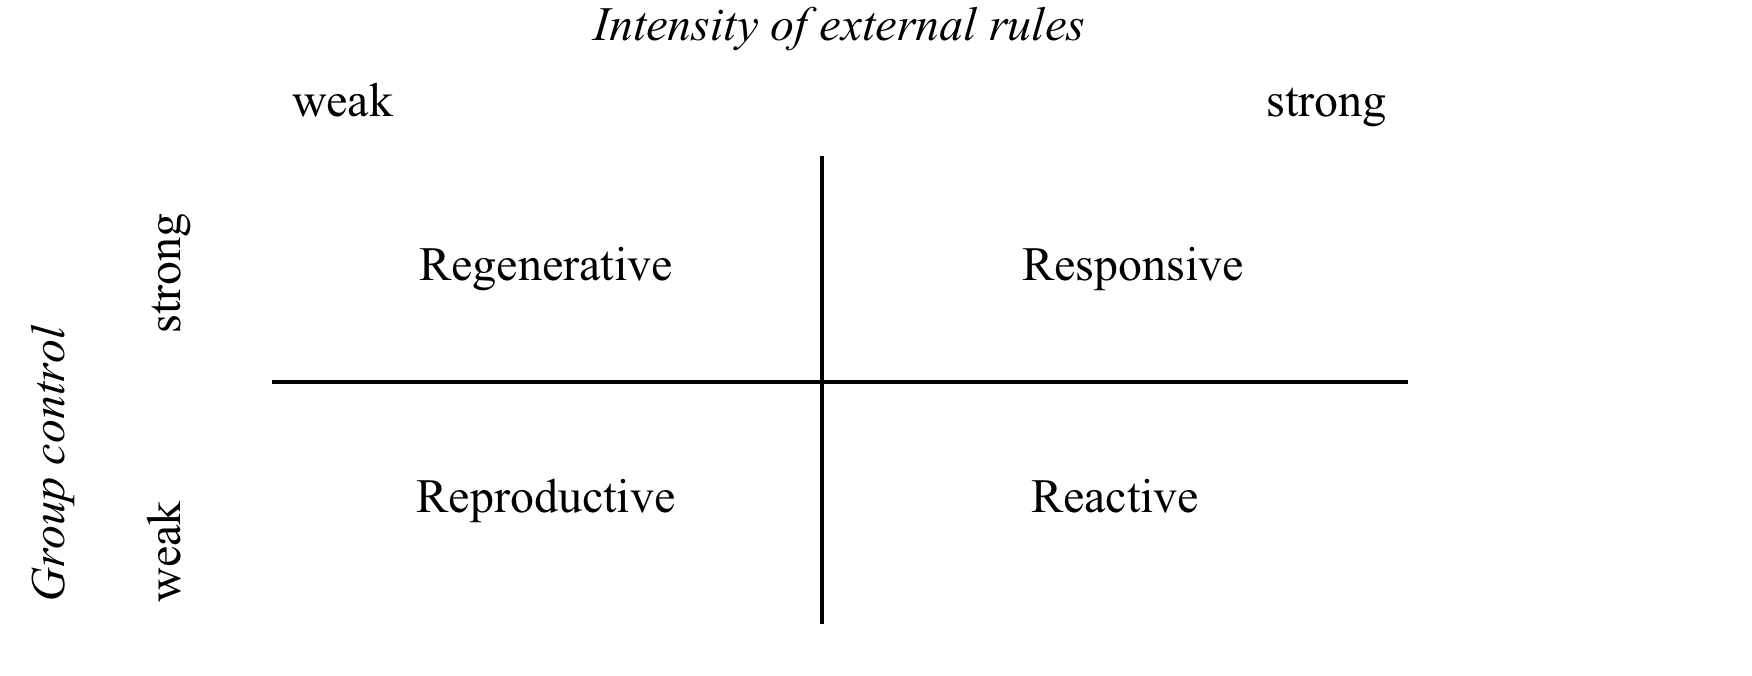 Intensity of external rules
weak
strong
strong
Regenerative
Responsive
Group control
weak
Reproductive
Reactive